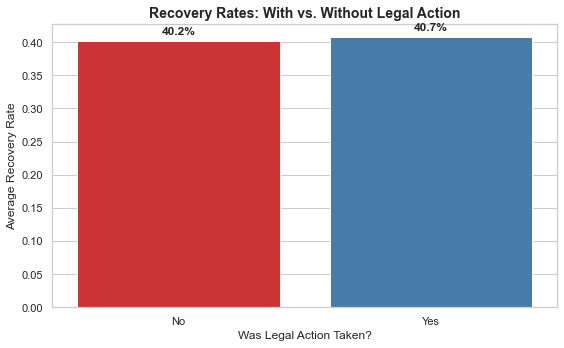 Recovery Rates: With vs. Without Legal Action
40.2%
40.7%
0.40
0.35
0.30
0.25
0.20
0.15
0.10
0.05
0.00
Average Recovery Rate
No
Yes
Was Legal Action Taken?